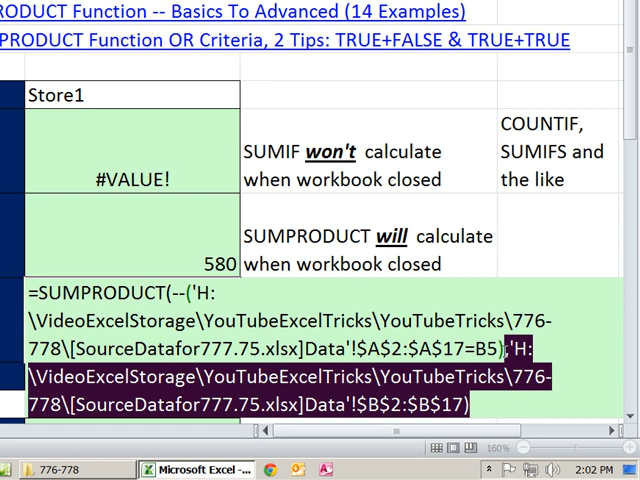 RODUCT Function -- Basics To Advanced (14 Examples)
PRODUCT Function OR Criteria, 2 Tips: TRUE+FALSE & TRUE+TRUE
Store1
#VALUE!
SUMIF won't calculate
when workbook closed
COUNTIF,
SUMIFS and
the like
580
SUMPRODUCT will calculate
when workbook closed
=SUMPRODUCT(--('H:
\VideoExcelStorage\YouTubeExcelTricks\YouTubeTricks\776-
778\[SourceDatafor777.75.xlsx]Data'!$A$2:$A$17=B5),'H:
\VideoExcelStorage\YouTubeExcelTricks\YouTubeTricks\776-
778\[SourceDatafor777.75.xlsx]Data'!$B$2:$B$17)
160%
776-778
Microsoft Excel -...
2:02 PM